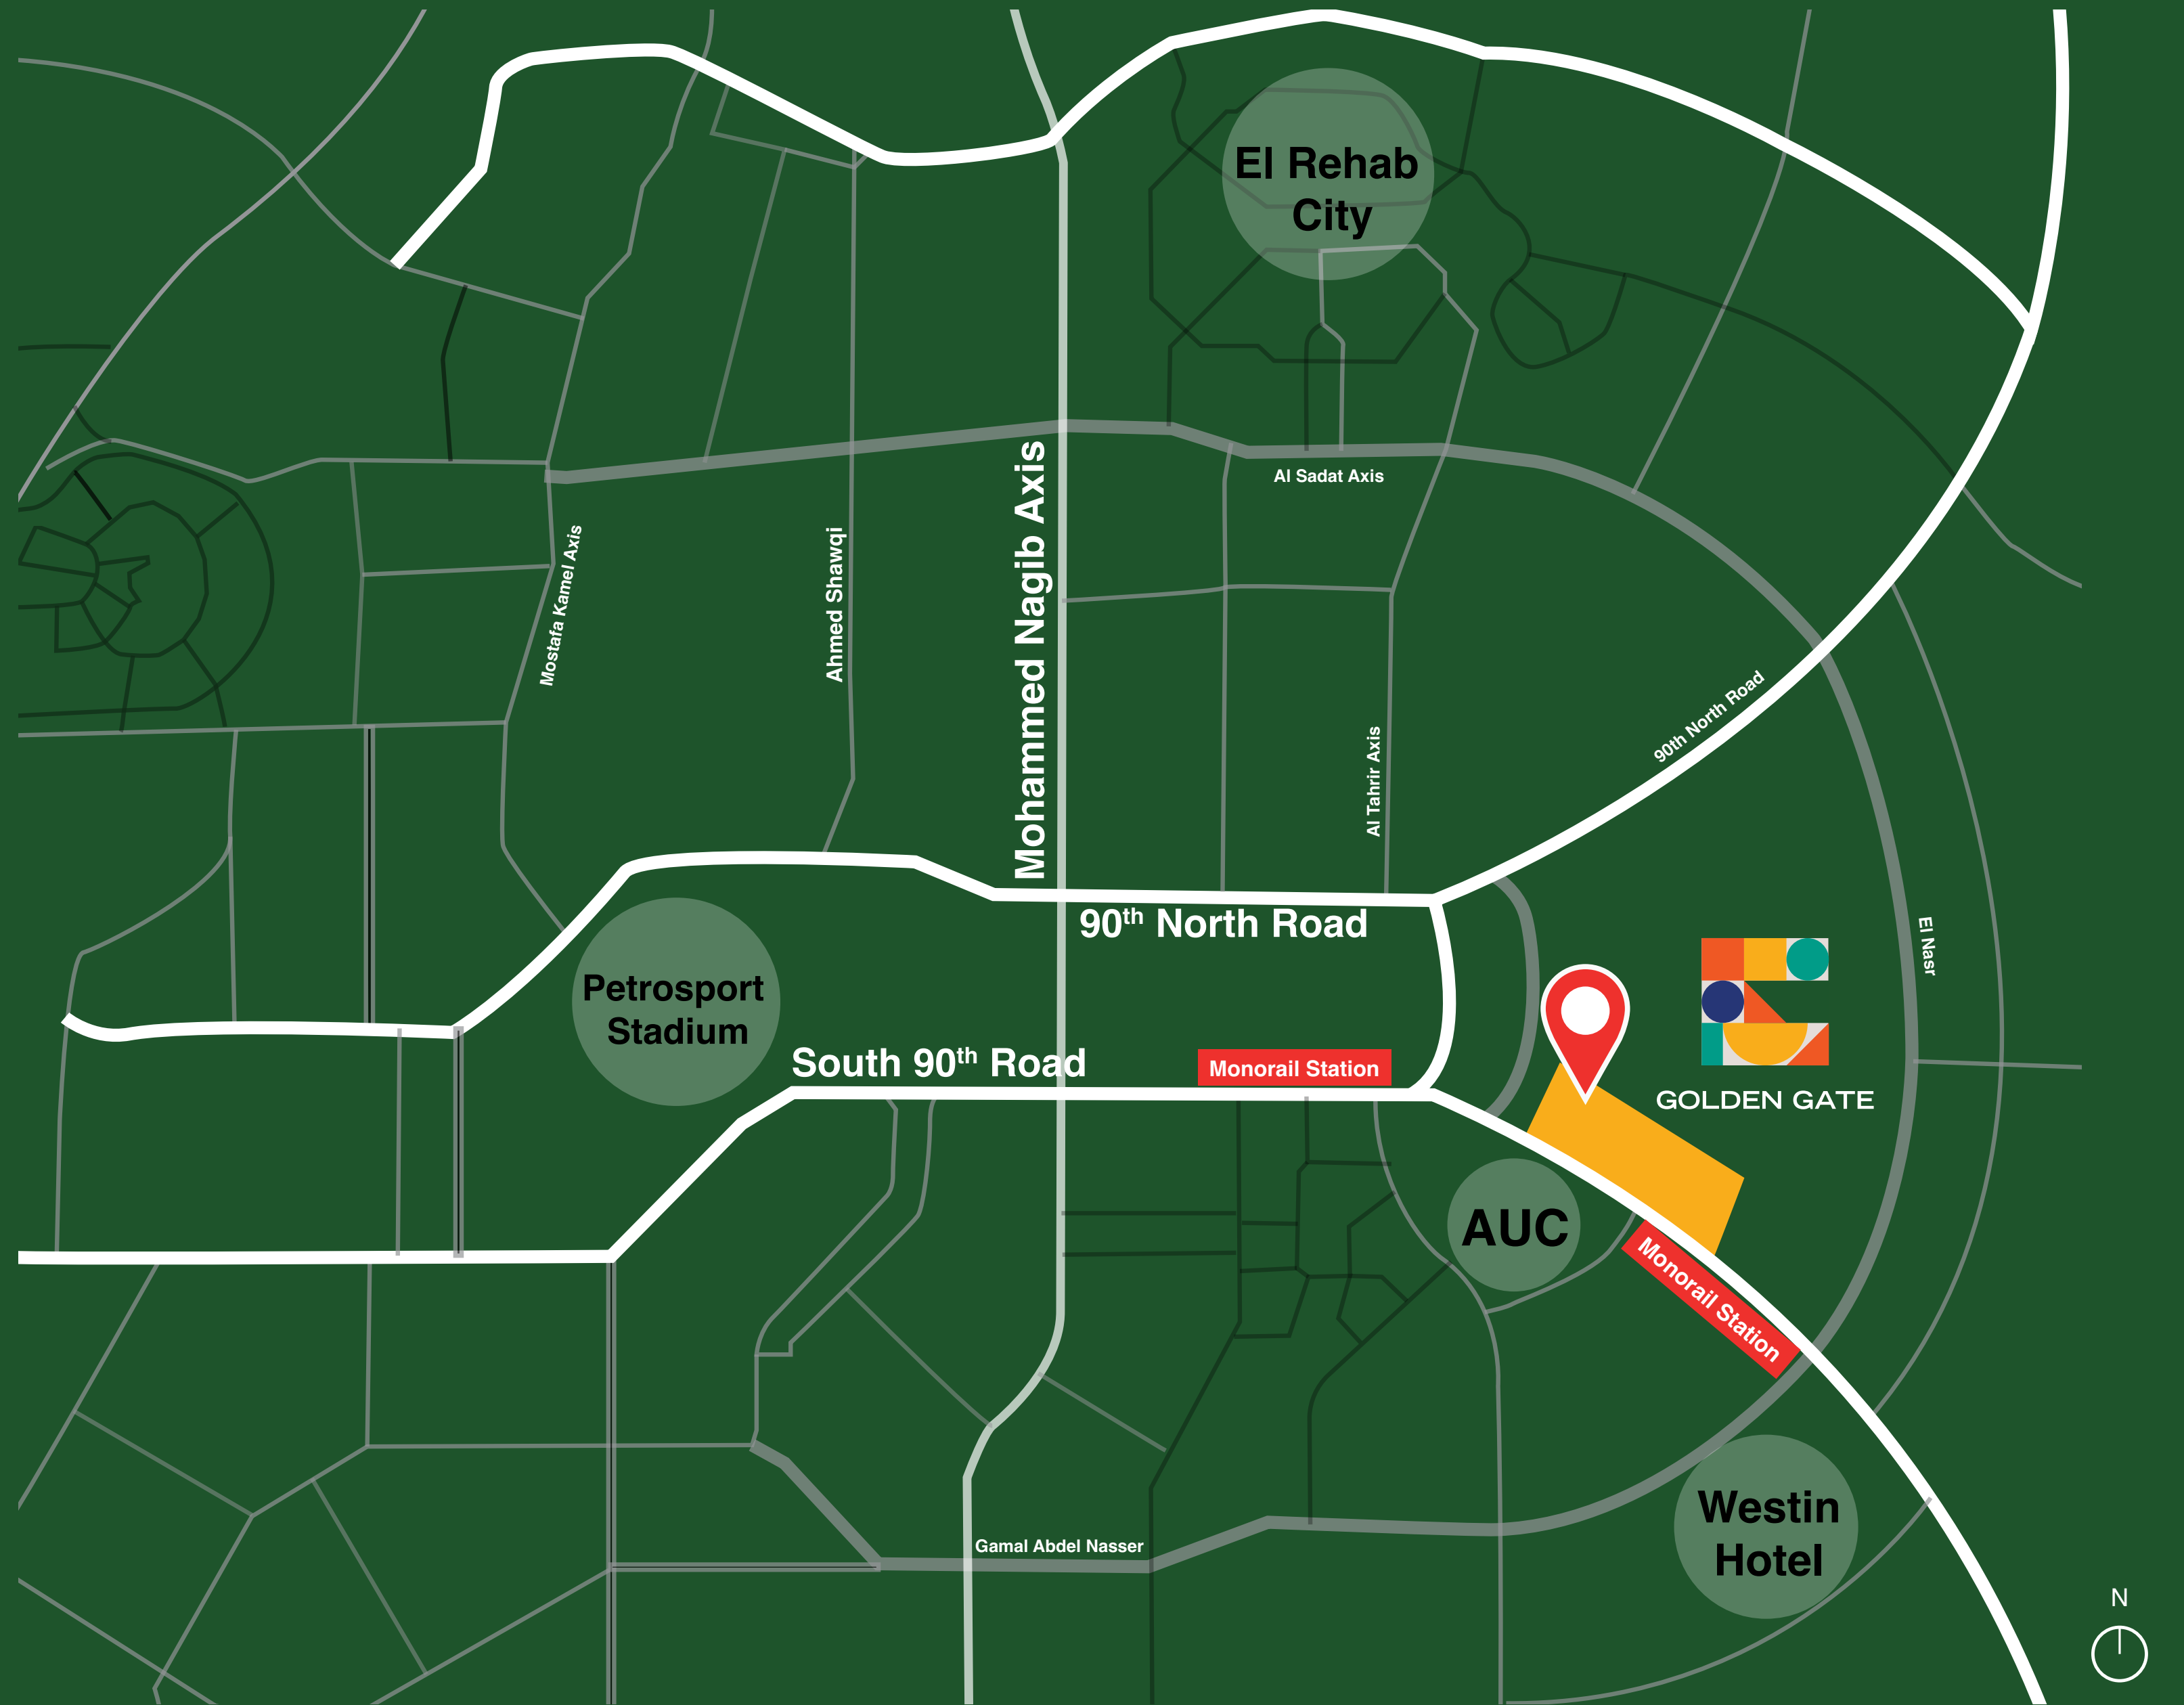 El Rehab
City
Al Sadat Axis
Mostafa Kamel Axis
Ahmed Shawqi
Mohammed Nagib Axis
Al Tahrir Axis
90th North Road
90th North Road
El Nasr
Petrosport
Stadium
South 90th Road
Monorail Station
GOLDEN GATE
AUC
Monorail Station
Westin
Hotel
Gamal Abdel Nasser
N